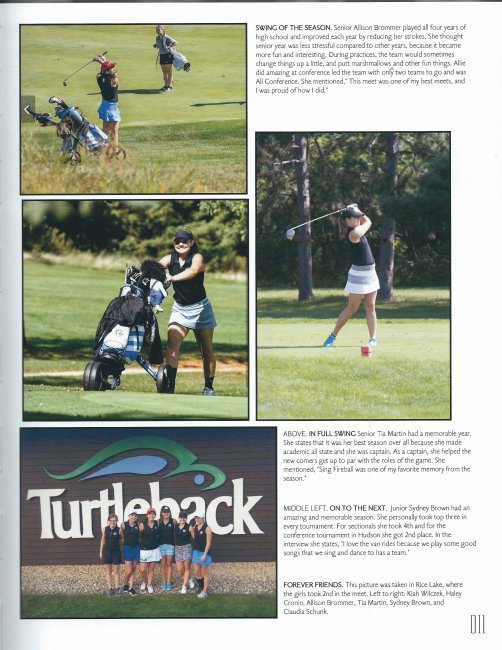 SWING OF THE SEASON. Senior Allison Brommer played all four years of
high school and improved each year by reducing her strokes. She thought
senior year was less stressful compared to other years, because it became
more fun and interesting. During practices, the team would sometimes
change things up a little, and putt marshmallows and other fun things. Allie
did amazing at conference led the team with only two teams to go and was
All Conference. She mentioned," This meet was one of my best meets, and
I was proud of how I did."
ABOVE. IN FULL SWING Senior Tia Martin had a memorable year.
She states that it was her best season over all because she made
academic all state and she was captain. As a captain, she helped the
new comers get up to par with the roles of the game. She
mentioned, "Sing Fireball was one of my favorite memory from the
season."
Turtleback
MIDDLE LEFT. ON TO THE NEXT. Junior Sydney Brown had an
amazing and memorable season. She personally took top three in
every tournament. For sectionals she took 4th and for the
conference tournament in Hudson she got 2nd place. In the
interview she states, "I love the van rides because we play some good
songs that we sing and dance to has a team."
FOREVER FRIENDS. This picture was taken in Rice Lake, where
the girls took 2nd in the meet. Left to right: Kiah Wilczek, Haley
Cronin, Allison Brommer, Tia Martin, Sydney Brown, and
Claudia Schunk.
011